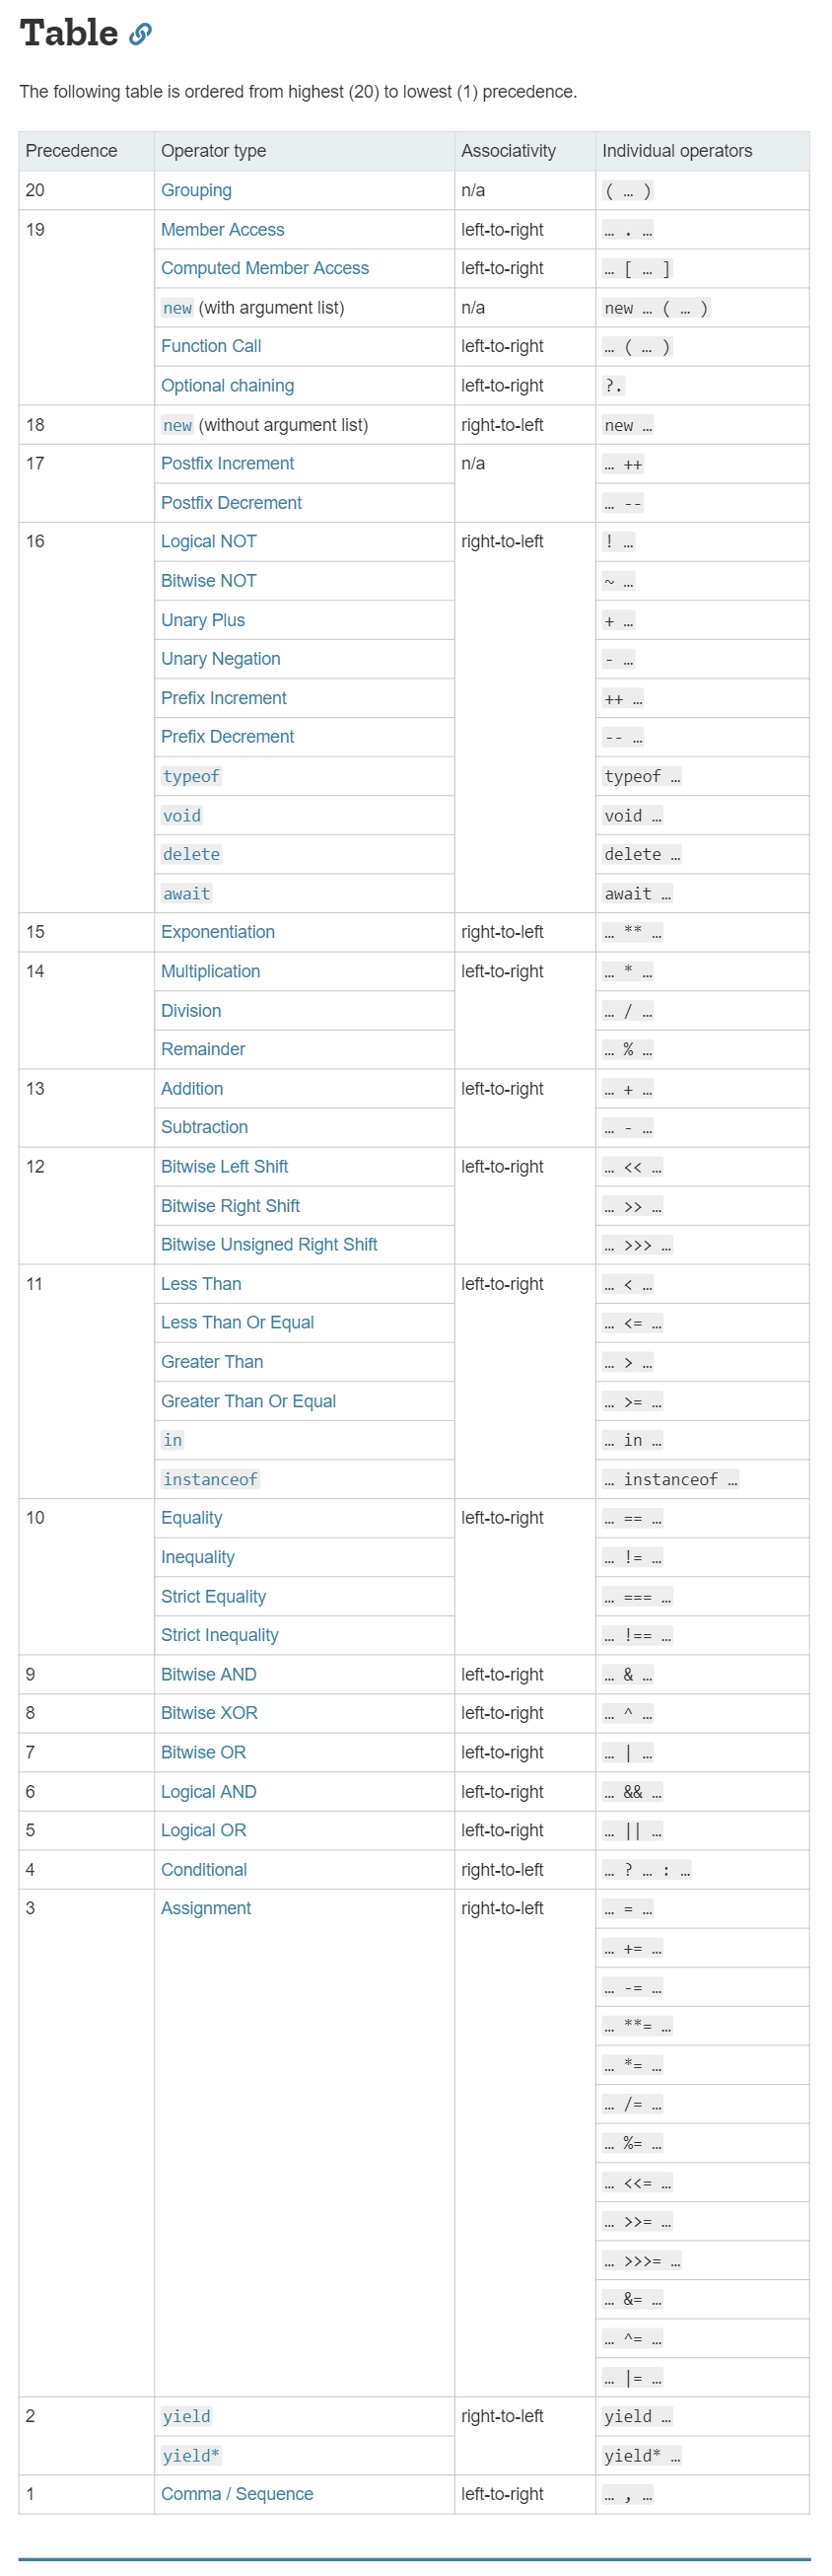 Table
The following table is ordered from highest (20) to lowest (1) precedence.
Precedence Operator type Associativity Individual operators
20 Grouping n/a ( … )
19 Member Access left-to-right … . …
Computed Member Access left-to-right … [ … ]
new (with argument list) n/a new … ( … )
Function Call left-to-right … ( … )
Optional chaining left-to-right ?.
18 new (without argument list) right-to-left new …
17 Postfix Increment n/a … ++
Postfix Decrement … --
16 Logical NOT right-to-left ! …
Bitwise NOT ~ …
Unary Plus + …
Unary Negation - …
Prefix Increment ++ …
Prefix Decrement -- …
typeof typeof …
void void …
delete delete …
await await …
15 Exponentiation right-to-left … ** …
14 Multiplication left-to-right … * …
Division … / …
Remainder … % …
13 Addition left-to-right … + …
Subtraction … - …
12 Bitwise Left Shift left-to-right … << …
Bitwise Right Shift … >> …
Bitwise Unsigned Right Shift … >>> …
11 Less Than left-to-right … < …
Less Than Or Equal … <= …
Greater Than … > …
Greater Than Or Equal … >= …
in … in …
instanceof … instanceof …
10 Equality left-to-right … == …
Inequality … != …
Strict Equality … === …
Strict Inequality … !== …
9 Bitwise AND left-to-right … & …
8 Bitwise XOR left-to-right … ^ …
7 Bitwise OR left-to-right … | …
6 Logical AND left-to-right … && …
5 Logical OR left-to-right … || …
4 Conditional right-to-left … ? … : …
3 Assignment right-to-left … = …
… += …
… -= …
… **= …
… *= …
… /= …
… %= …
… <<= …
… >>= …
… >>>= …
… &= …
… ^= …
… |= …
2 yield right-to-left yield …
yield* yield* …
1 Comma / Sequence left-to-right … , …